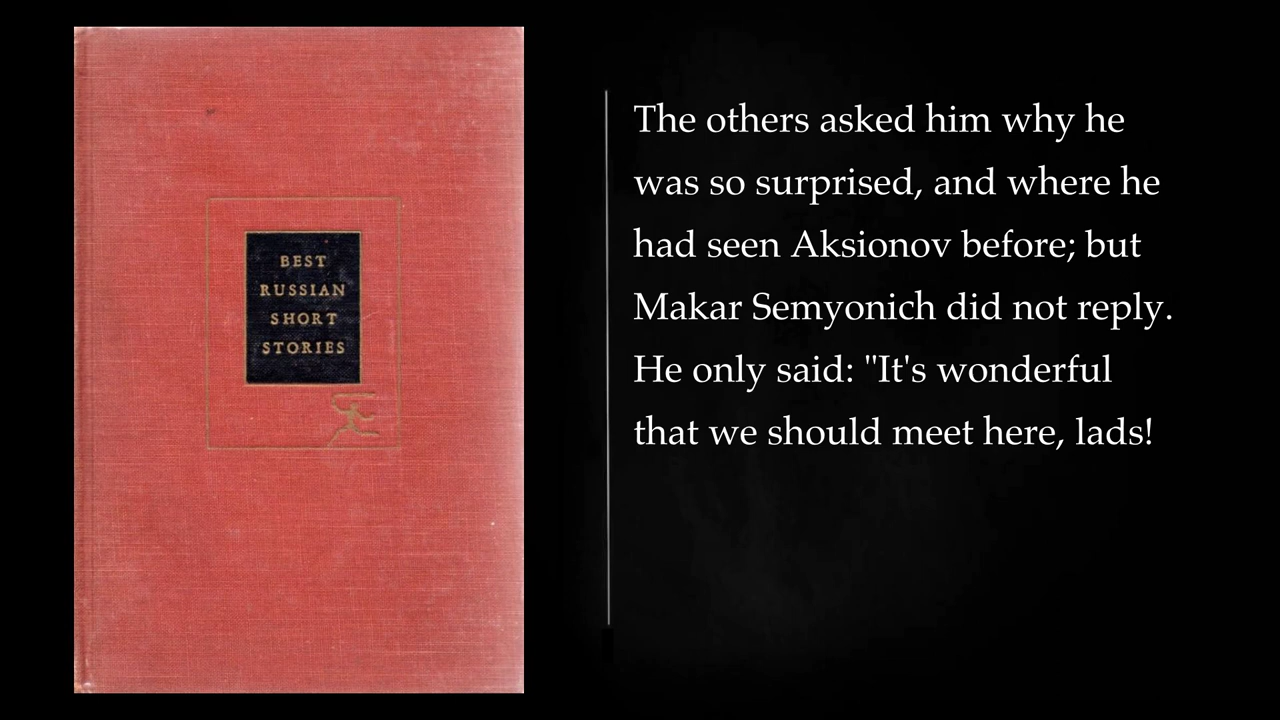 BEST
RUSSIAN
SHORT
STORIES
The others asked him why he
was so surprised, and where he
had seen Aksionov before; but
Makar Semyonich did not reply.
He only said: "It's wonderful
that we should meet here, lads!